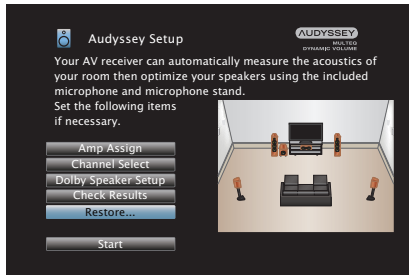 Audyssey Setup
AUDYSSEY
MULTEQ
DYNAMIC VOLUME
Your AV receiver can automatically measure the acoustics of
your room then optimize your speakers using the included
microphone and microphone stand.
Set the following items
if necessary.
Amp Assign
Channel Select
Dolby Speaker Setup
Check Results
Restore...
Start